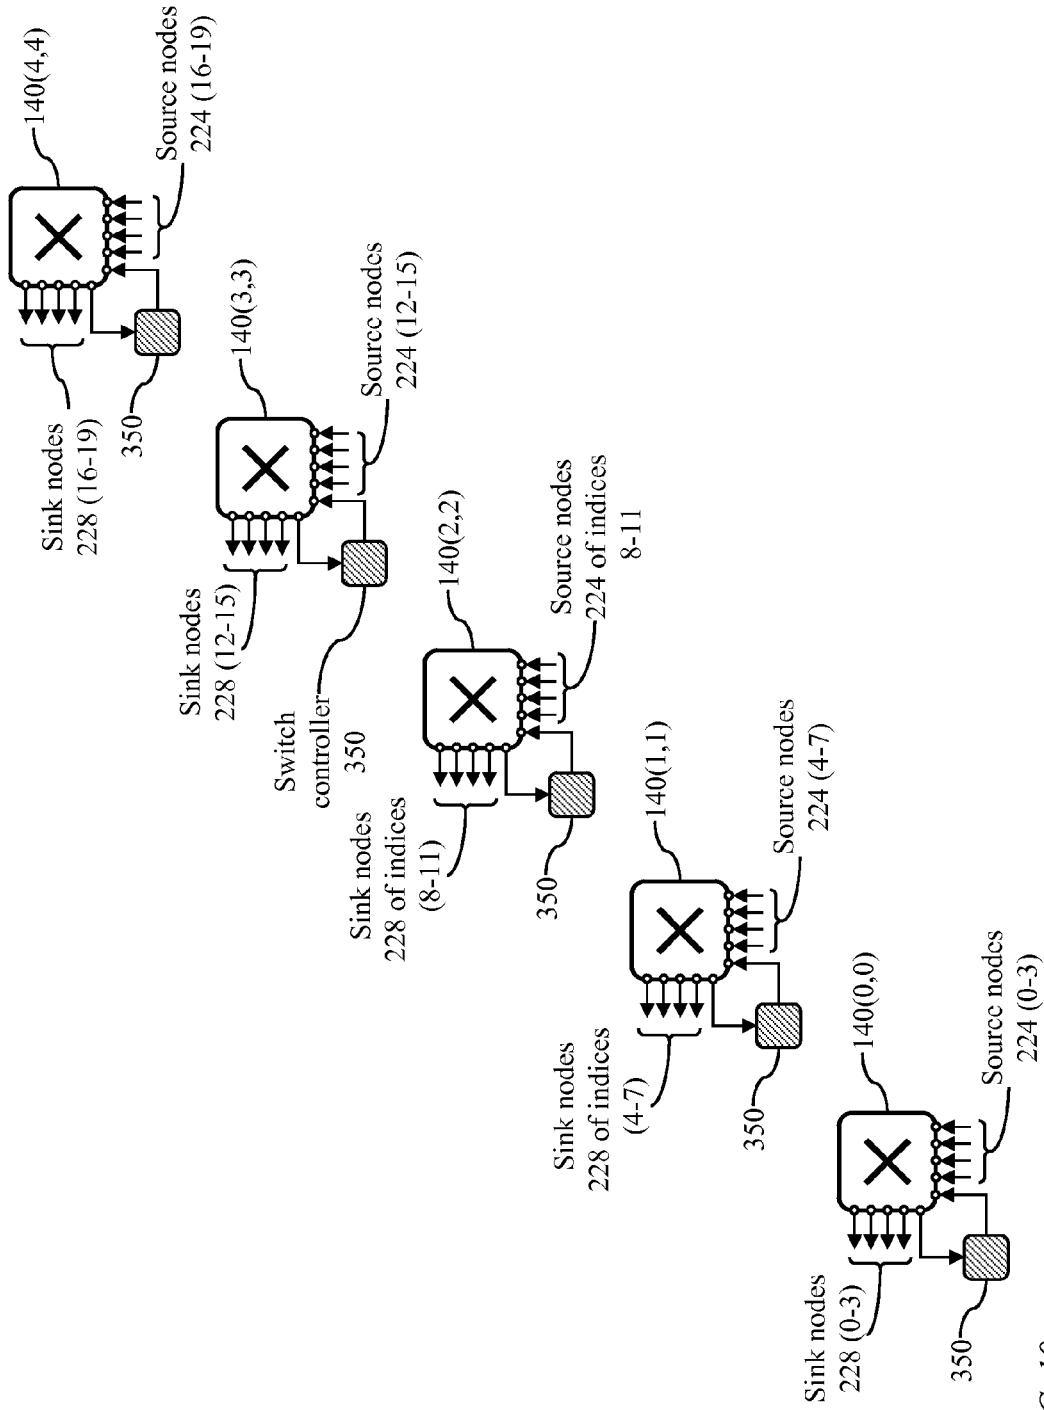 140(4,4)
Sink nodes
228 (16-19)
Source nodes
224 (16-19)
350
140(3,3)
Sink nodes
228 (12-15)
Source nodes
224 (12-15)
Switch
controller
350
140(2,2)
Sink nodes
228 of indices
(8-11)
Source nodes
224 of indices
8-11
350
140(1,1)
Sink nodes
228 of indices
(4-7)
Source nodes
224 (4-7)
350
140(0,0)
Sink nodes
228 (0-3)
Source nodes
224 (0-3)
350